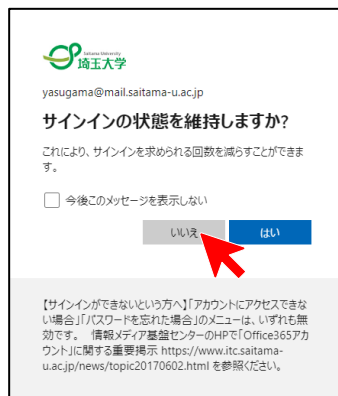 Saitama University
埼玉大学
yasugama@mail.saitama-u.ac.jp
サインインの状態を維持しますか?
これにより、サインインを求められる回数を減らすことができま
す。
今後このメッセージを表示しない
いいえ はい
【サインインができないという方へ】「アカウントにアクセスできな
い場合」「パスワードを忘れた場合」のメニューは、いずれも無
効です。 情報メディア基盤センターのHPで「Office365アカ
ウント」に関する重要掲示 https://www.itc.saitama-
u.ac.jp/news/topic20170602.html を参照ください。